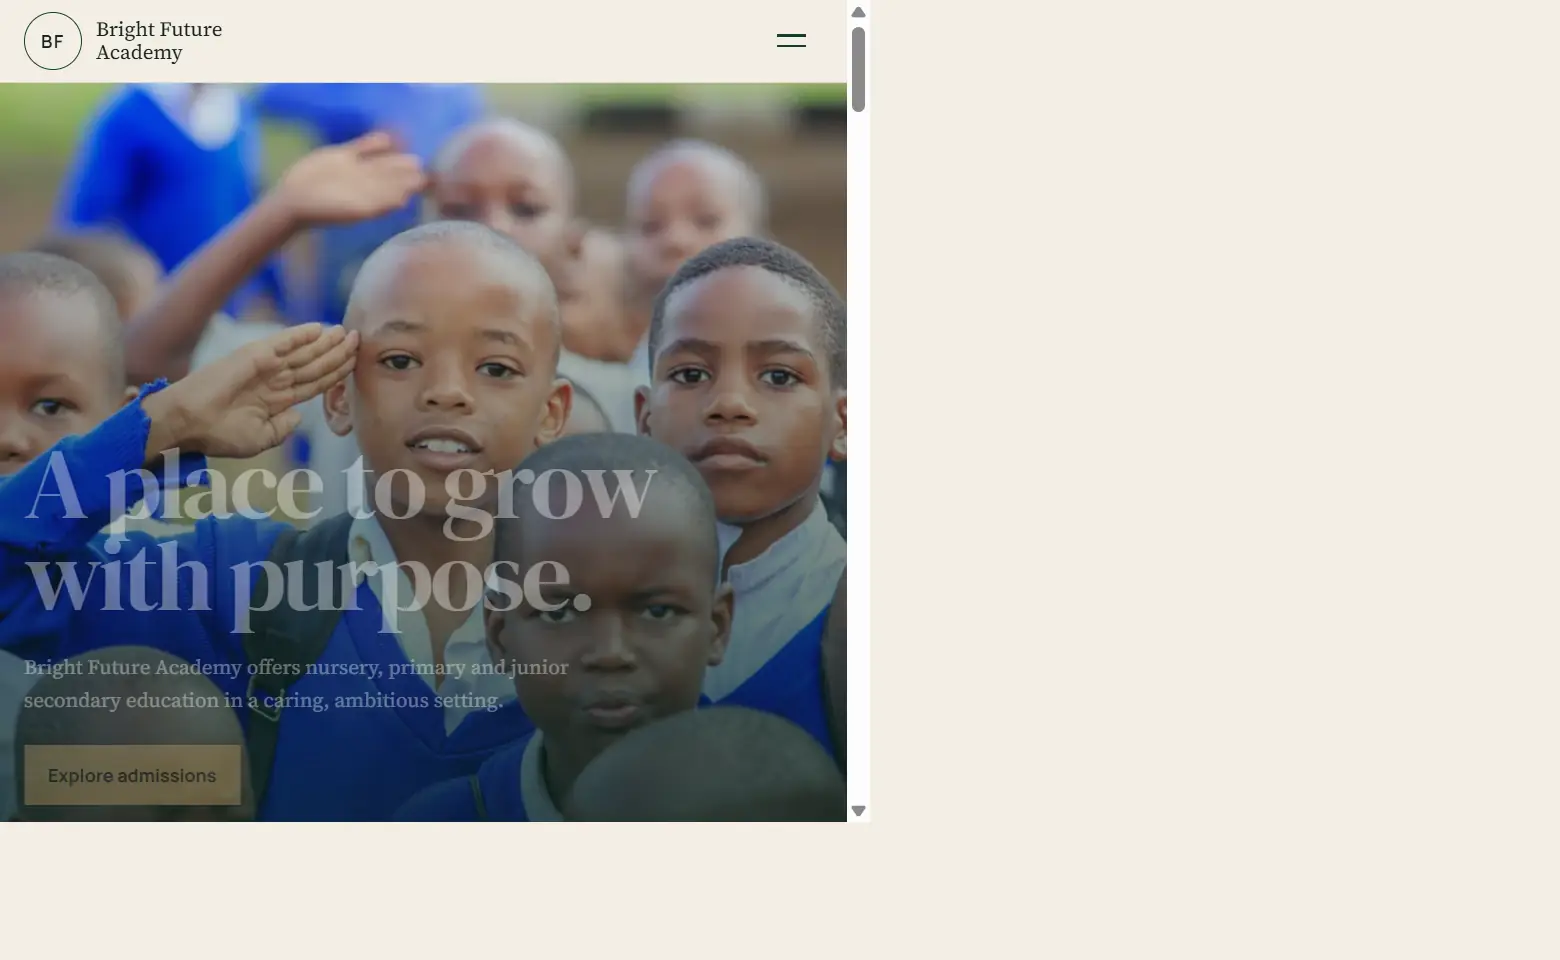 BF
Bright Future
Academy
A place to grow
with purpose.
Bright Future Academy offers nursery, primary and junior
secondary education in a caring, ambitious setting.
Explore admissions